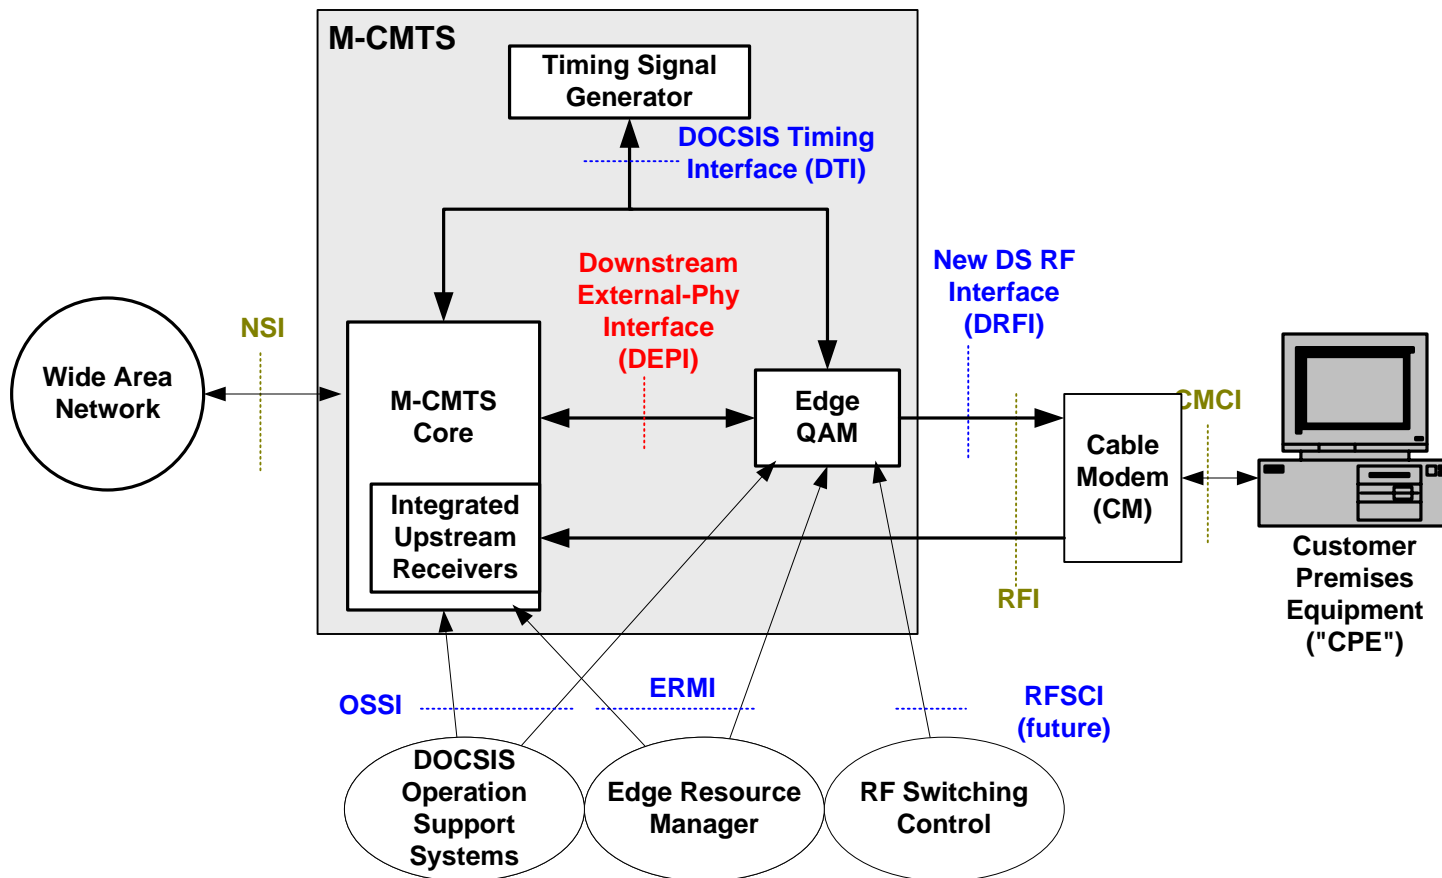 M-CMTS
Timing Signal
Generator
DOCSIS Timing
Interface (DTI)
Downstream
External-Phy
Interface
(DEPI)
New DS RF
Interface
(DRFI)
NSI
Wide Area
Network
M-CMTS
Core
Edge
QAM
CMCI
Cable
Modem
(CM)
Integrated
Upstream
Receivers
RFI
Customer
Premises
Equipment
("CPE")
OSSI
ERMI
RFSCI
(future)
DOCSIS
Operation
Support
Systems
Edge Resource
Manager
RF Switching
Control